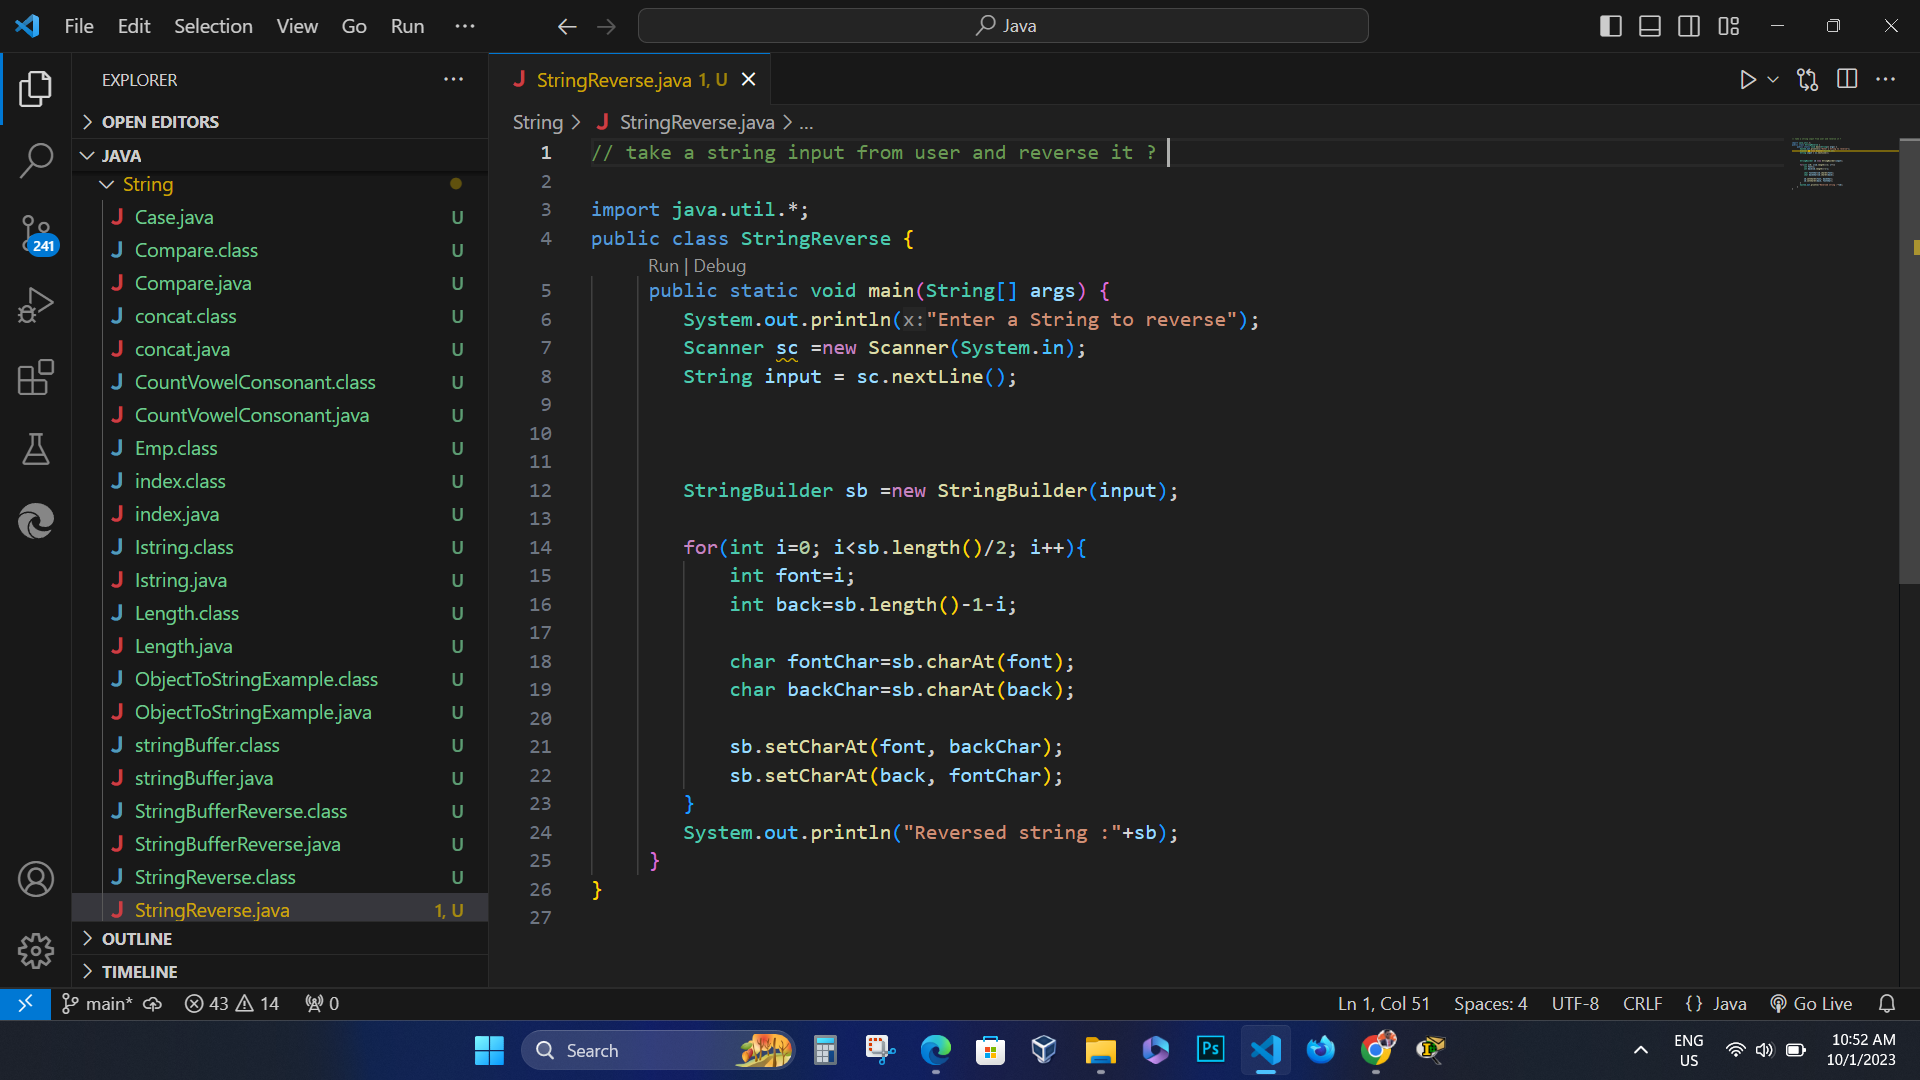 File Edit Selection View Go Run ··· Java
EXPLORER ···
OPEN EDITORS
JAVA
String
Case.java U
Compare.class U
Compare.java U
concat.class U
concat.java U
CountVowelConsonant.class U
CountVowelConsonant.java U
Emp.class U
index.class U
index.java U
Istring.class U
Istring.java U
Length.class U
Length.java U
ObjectToStringExample.class U
ObjectToStringExample.java U
stringBuffer.class U
stringBuffer.java U
StringBufferReverse.class U
StringBufferReverse.java U
StringReverse.class U
StringReverse.java 1, U
OUTLINE
TIMELINE
241
StringReverse.java 1, U
String > StringReverse.java > ...
1 // take a string input from user and reverse it ?
2
3 import java.util.*;
4 public class StringReverse {
Run | Debug
5 public static void main(String[] args) {
6 System.out.println(x:"Enter a String to reverse");
7 Scanner sc =new Scanner(System.in);
8 String input = sc.nextLine();
9
10
11
12 StringBuilder sb =new StringBuilder(input);
13
14 for(int i=0; i<sb.length()/2; i++){
15 int font=i;
16 int back=sb.length()-1-i;
17
18 char fontChar=sb.charAt(font);
19 char backChar=sb.charAt(back);
20
21 sb.setCharAt(font, backChar);
22 sb.setCharAt(back, fontChar);
23 }
24 System.out.println("Reversed string :"+sb);
25 }
26 }
27
main* 43 14 0 Ln 1, Col 51 Spaces: 4 UTF-8 CRLF {} Java Go Live
Search Ps ENG US 10:52 AM 10/1/2023